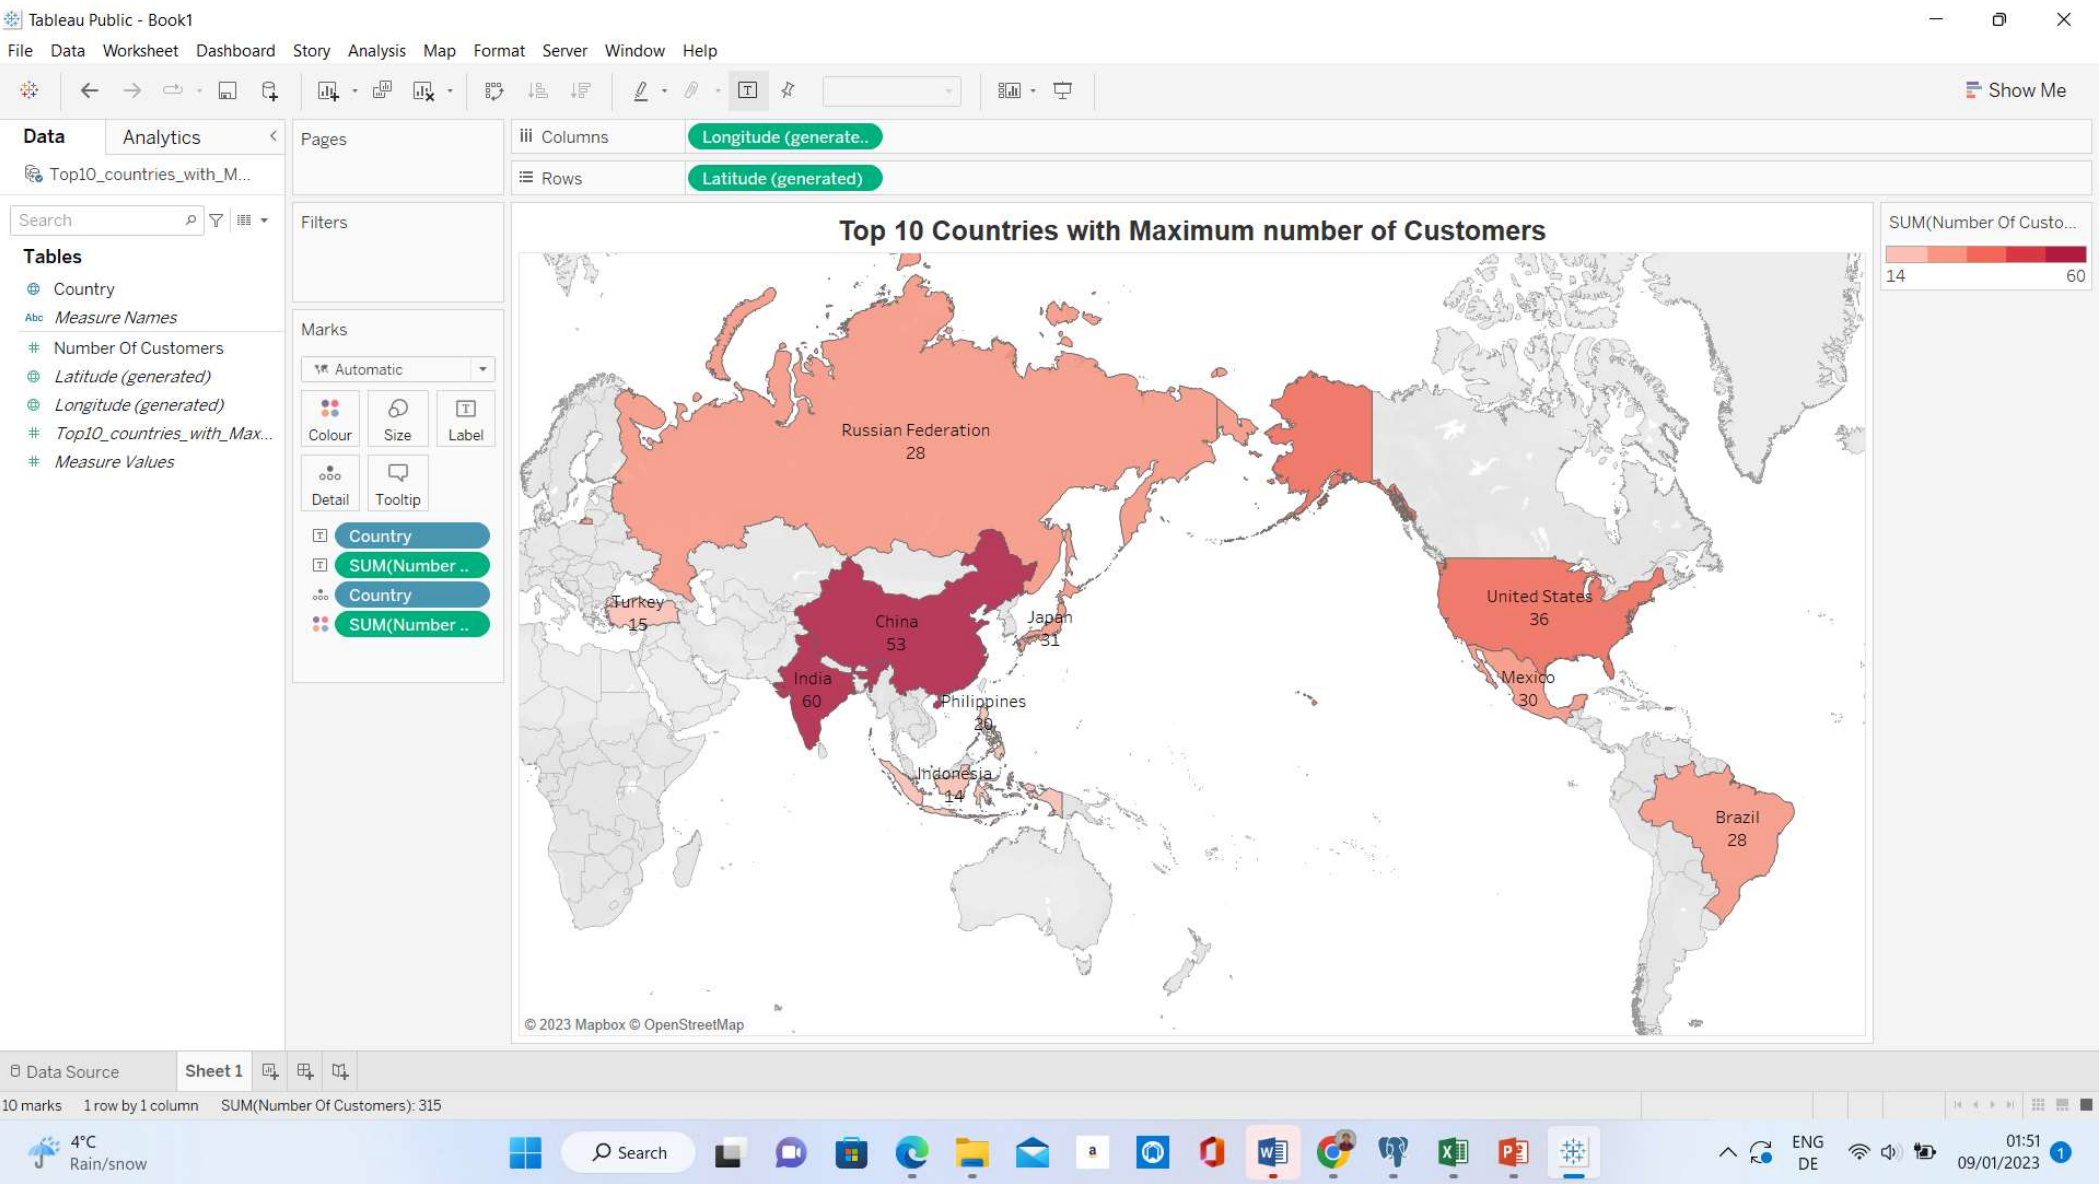 Tableau Public - Book1
File Data Worksheet Dashboard Story Analysis Map Format Server Window Help
Show Me
Data Analytics
Top10_countries_with_M...
Search
Tables
Country
Abc Measure Names
Number Of Customers
Latitude (generated)
Longitude (generated)
Top10_countries_with_Max...
Measure Values
Pages
Filters
Marks
Automatic
Colour Size Label
Detail Tooltip
Country
SUM(Number ..
Country
SUM(Number ..
Columns Longitude (generate..
Rows Latitude (generated)
Top 10 Countries with Maximum number of Customers
Russian Federation
28
Turkey
15
China
53
Japan
31
India
60
Philippines
20
Indonesia
14
United States
36
Mexico
30
Brazil
28
© 2023 Mapbox © OpenStreetMap
SUM(Number Of Custo...
14 60
Data Source Sheet 1
10 marks 1 row by 1 column SUM(Number Of Customers): 315
4°C
Rain/snow
Search
a
ENG
DE
01:51
09/01/2023
1